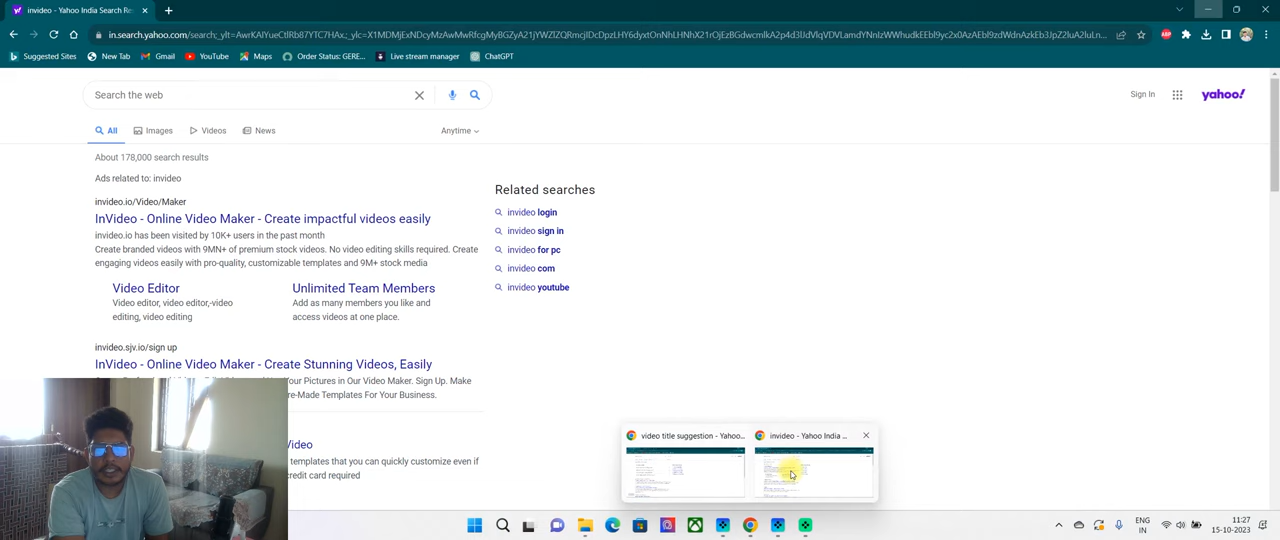 invideo - Yahoo India Search Re
in.search.yahoo.com/search;_ylt=
Suggested Sites
New Tab
Gmail
YouTube
Maps
Order Status: GERE...
Live stream manager
ChatGPT
Search the web
Sign In
yahoo!
All
Images
Videos
News
Anytime
About 178,000 search results
Ads related to: invideo
Related searches
invideo login
invideo sign in
invideo for pc
invideo com
invideo youtube
invideo.io/Video/Maker
InVideo - Online Video Maker - Create impactful videos easily
invideo.io has been visited by 10K+ users in the past month
Create branded videos with 9MN+ of premium stock videos. No video editing skills required. Create
engaging videos easily with pro-quality, customizable templates and 9M+ stock media
Video Editor
Video editor, video editor,-video
editing, video editing
Unlimited Team Members
Add as many members you like and
access videos at one place.
invideo.sjv.io/sign up
InVideo - Online Video Maker - Create Stunning Videos, Easily
Your Pictures in Our Video Maker. Sign Up. Make
re-Made Templates For Your Business.
Video
templates that you can quickly customize even if
credit card required
video title suggestion - Yahoo...
invideo - Yahoo India ...
ENG
IN
11:27
15-10-2023